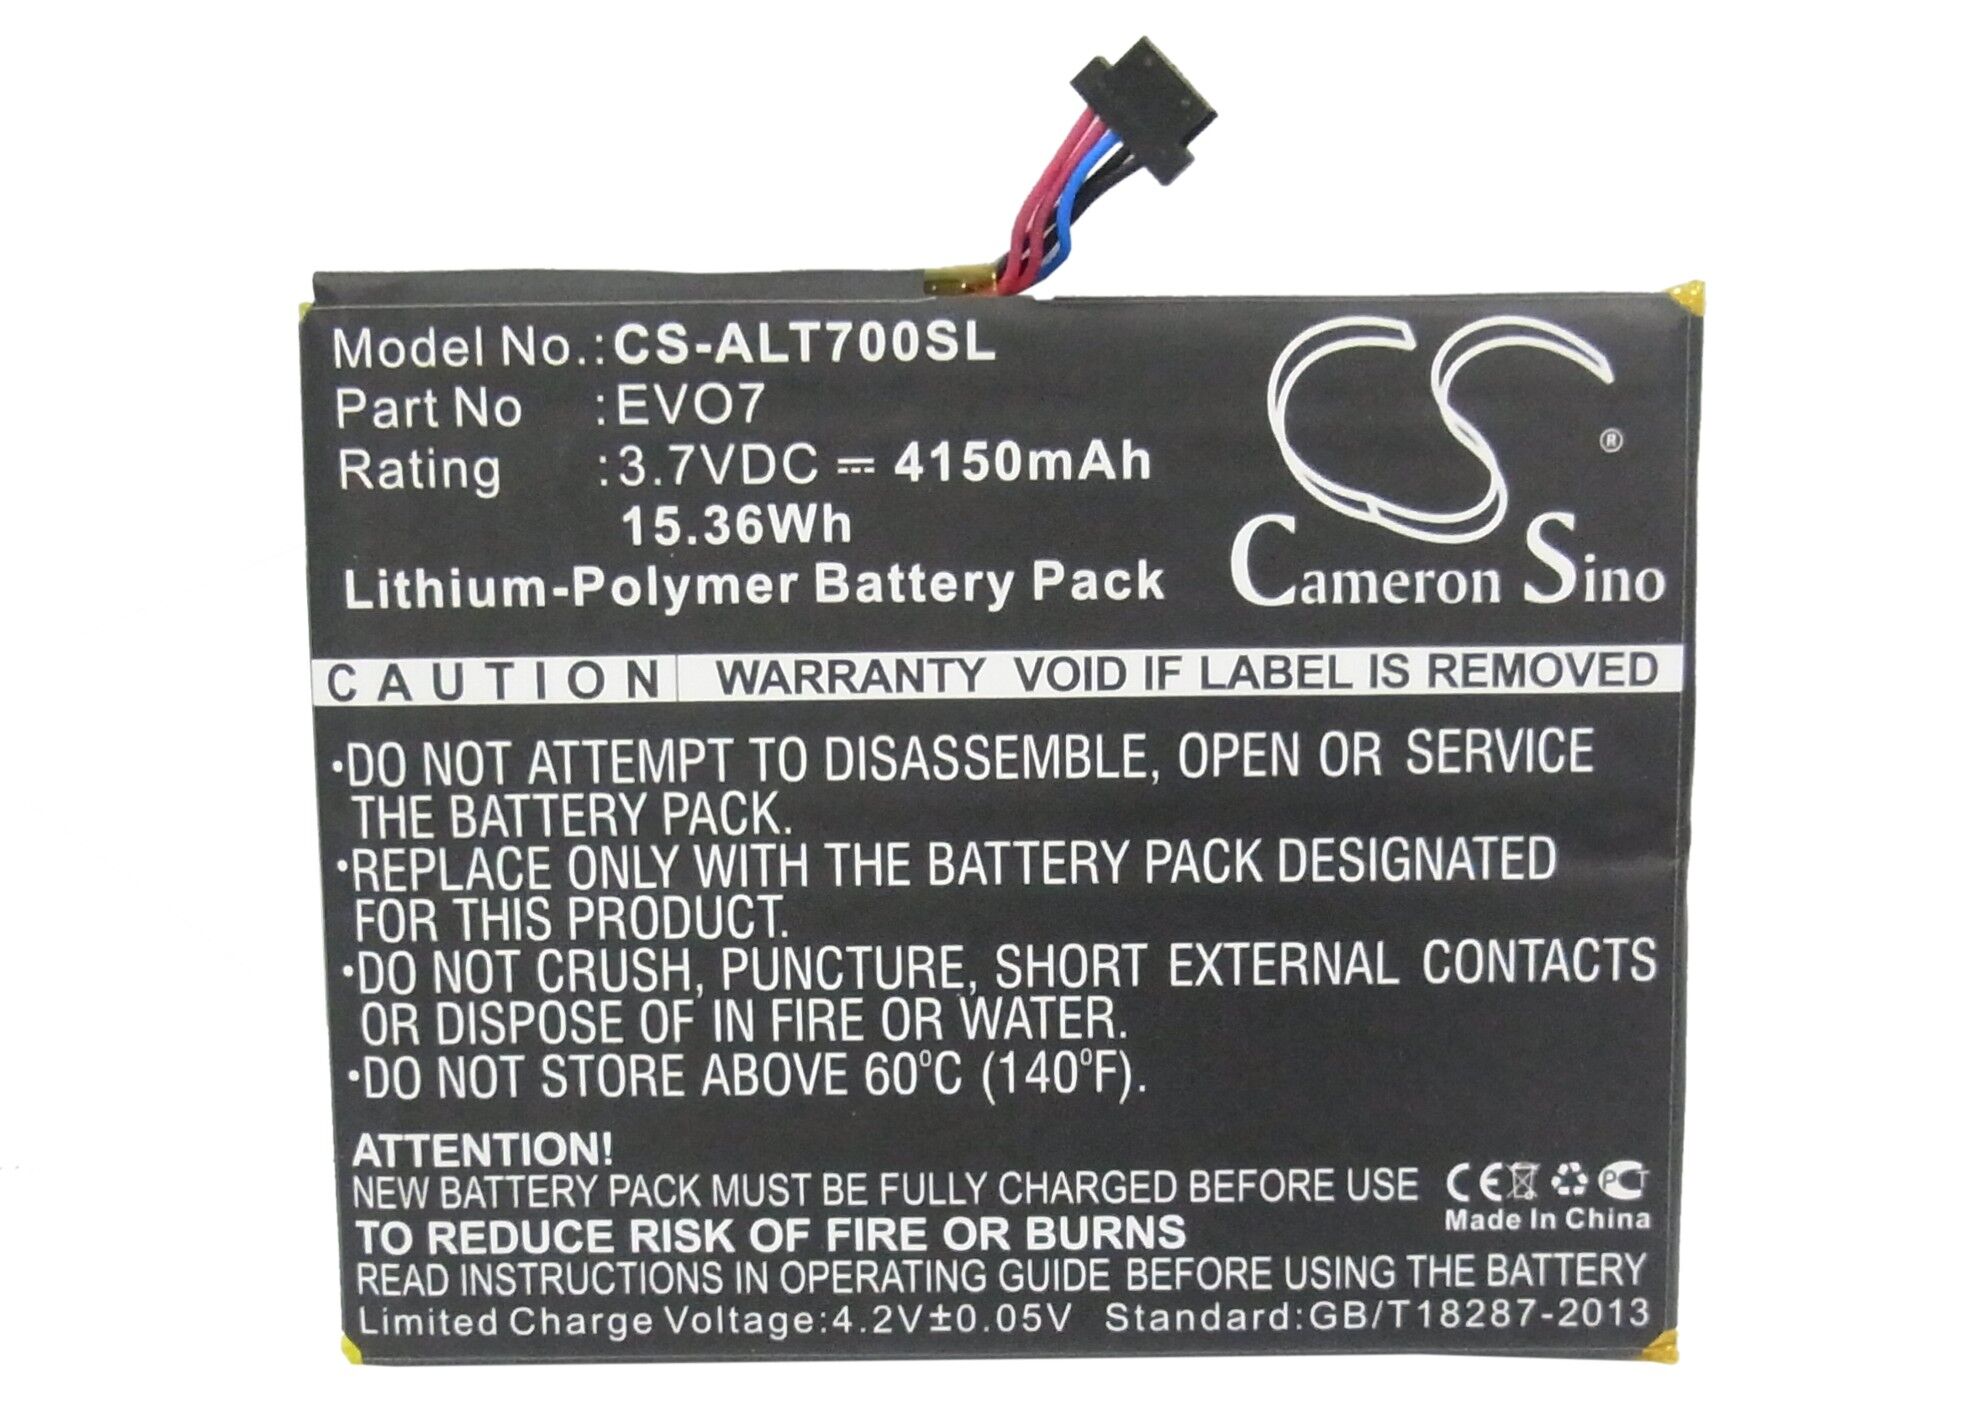 Model No.:CS-ALT700SL
Part No :EVO7
Rating :3.7VDC ⎓ 4150mAh
15.36Wh
Lithium-Polymer Battery Pack
CS®
Cameron Sino
CAUTION WARRANTY VOID IF LABEL IS REMOVED
•DO NOT ATTEMPT TO DISASSEMBLE, OPEN OR SERVICE
THE BATTERY PACK.
•REPLACE ONLY WITH THE BATTERY PACK DESIGNATED
FOR THIS PRODUCT.
•DO NOT CRUSH, PUNCTURE, SHORT EXTERNAL CONTACTS
OR DISPOSE OF IN FIRE OR WATER.
•DO NOT STORE ABOVE 60°C (140°F).
ATTENTION!
NEW BATTERY PACK MUST BE FULLY CHARGED BEFORE USE
CE PCT
Made In China
TO REDUCE RISK OF FIRE OR BURNS
READ INSTRUCTIONS IN OPERATING GUIDE BEFORE USING THE BATTERY
Limited Charge Voltage:4.2V±0.05V Standard:GB/T18287-2013